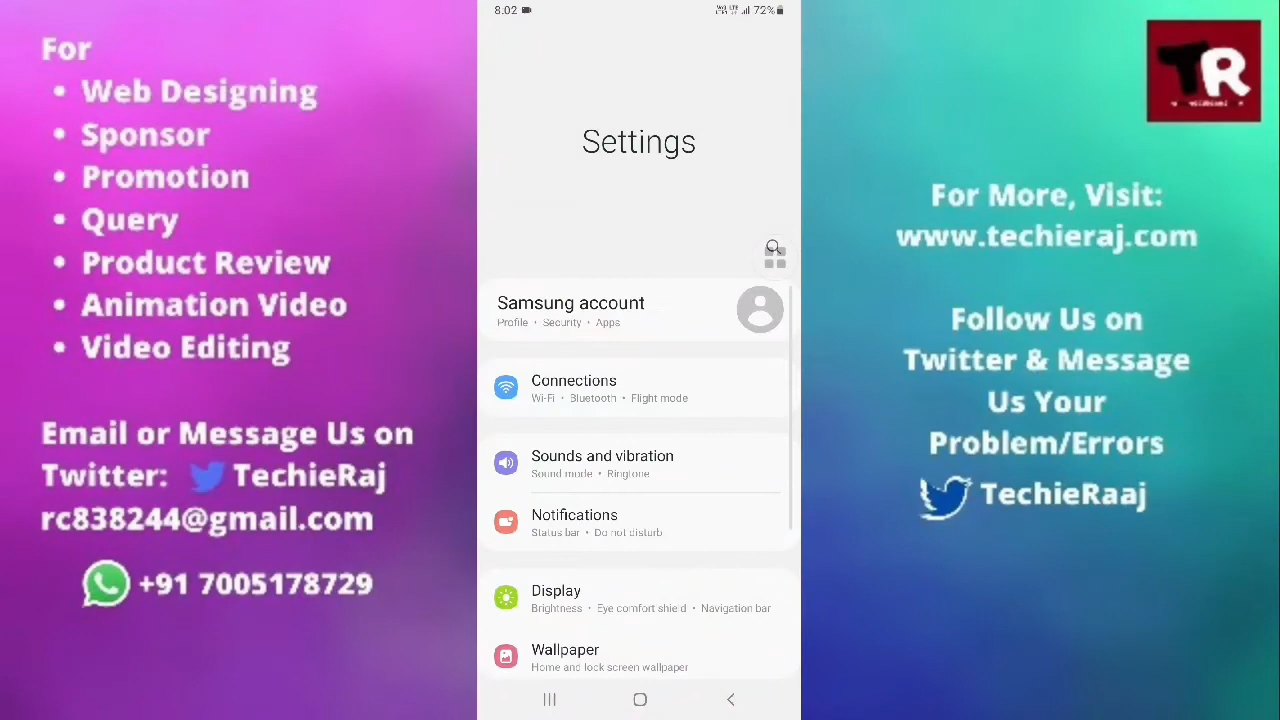 For
• Web Designing
• Sponsor
• Promotion
• Query
• Product Review
• Animation Video
• Video Editing
Email or Message Us on
Twitter: TechieRaj
rc838244@gmail.com
+91 7005178729
8:02
72%
Settings
Samsung account
Profile • Security • Apps
Connections
Wi-Fi • Bluetooth • Flight mode
Sounds and vibration
Sound mode • Ringtone
Notifications
Status bar • Do not disturb
Display
Brightness • Eye comfort shield • Navigation bar
Wallpaper
Home and lock screen wallpaper
TR
For More, Visit:
www.techieraj.com
Follow Us on
Twitter & Message
Us Your
Problem/Errors
TechieRaaj